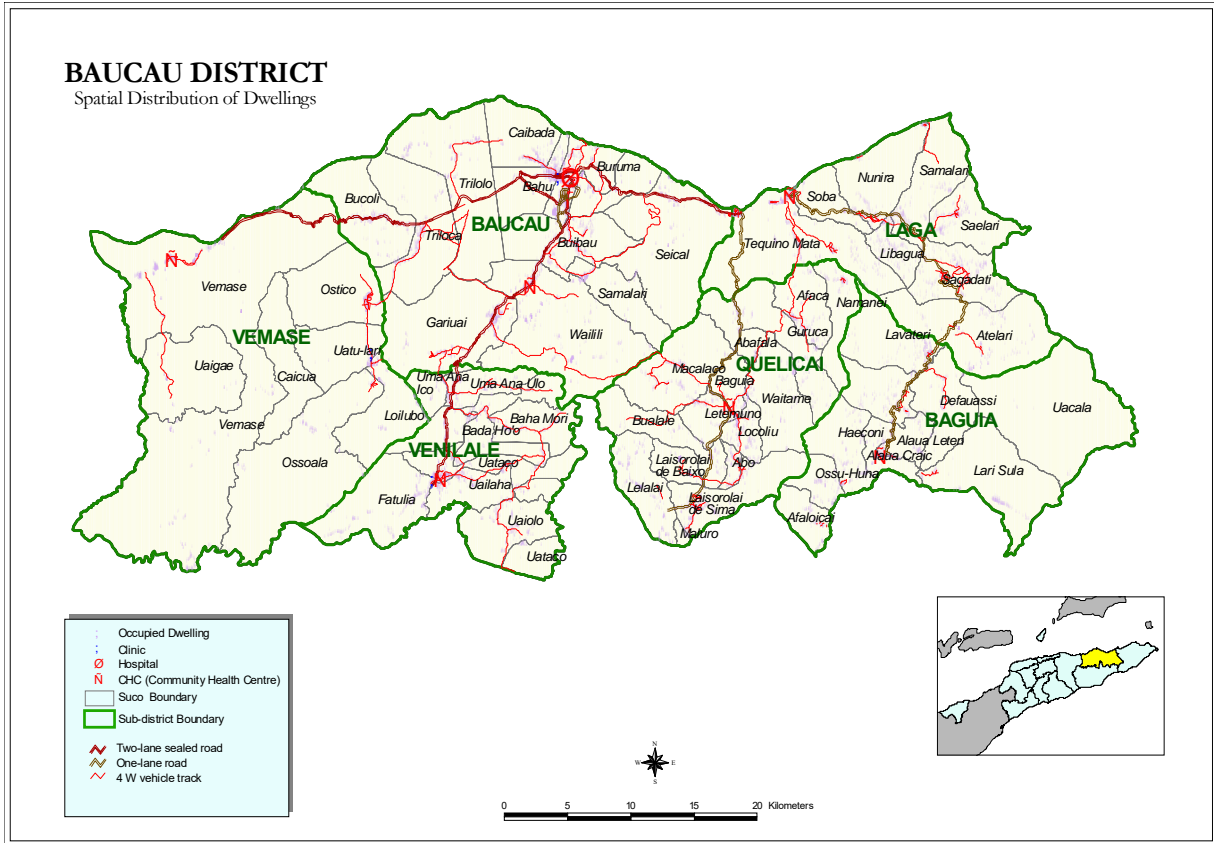 BAUCAU DISTRICT
Spatial Distribution of Dwellings
Caibada
Buruma
Bahu
Trilolo
Bucoli
BAUCAU
Triloca
Buibau
Seical
Samalari
Gariuai
Wailili
Soba
Nunira
Samalari
LAGA
Saelari
Tequino Mata
Libagua
Sagadati
Atelari
Vemase
Ostico
VEMASE
Uatu-lari
Uaigae
Caicua
Vemase
Loilubo
Ossoala
Uma Ana
Ico
Uma Ana Ulo
Baha Mori
Bada Ho'o
VENILALE
Uataco
Uailaha
Fatulia
Uaiolo
Uataco
Afaca
Namanei
Guruca
Abafala
QUELICAI
Macalaco
Baguia
Waitame
Letemuno
Bualale
Locoliu
Laisorolai
de Baixo
Abo
Lelalai
Laisorolai
de Sima
Maluro
Lavateri
Defauassi
Uacala
BAGUIA
Haeconi
Alaua Leten
Alaua Craic
Ossu-Huna
Lari Sula
Afaloicai
Occupied Dwelling
Clinic
Ø Hospital
Ñ CHC (Community Health Centre)
Suco Boundary
Sub-district Boundary
Two-lane sealed road
One-lane road
4 W vehicle track
N
W E
S
0 5 10 15 20 Kilometers